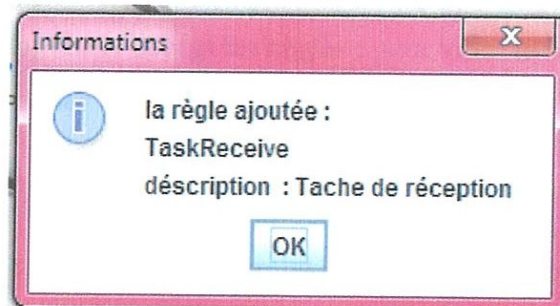 Informations
la règle ajoutée :
TaskReceive
déscription : Tache de réception
OK